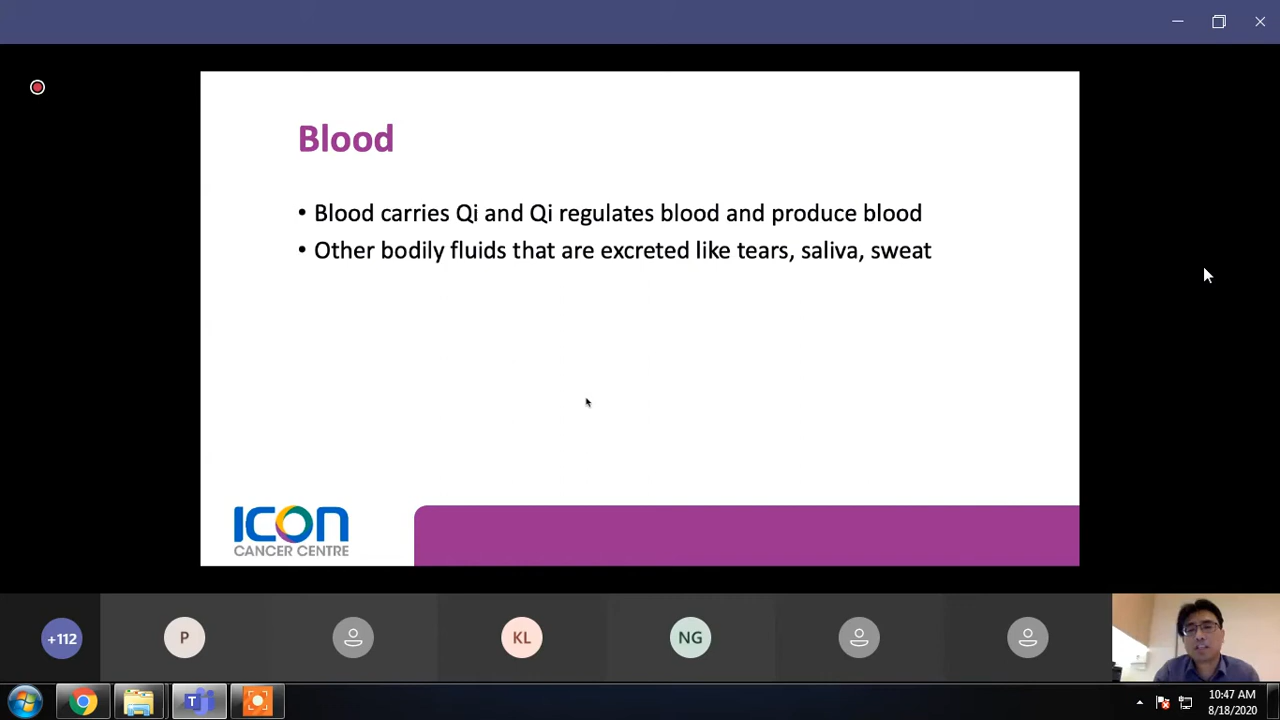 Blood
• Blood carries Qi and Qi regulates blood and produce blood
• Other bodily fluids that are excreted like tears, saliva, sweat
ICON
CANCER CENTRE
+112
P
KL
NG
10:47 AM
8/18/2020